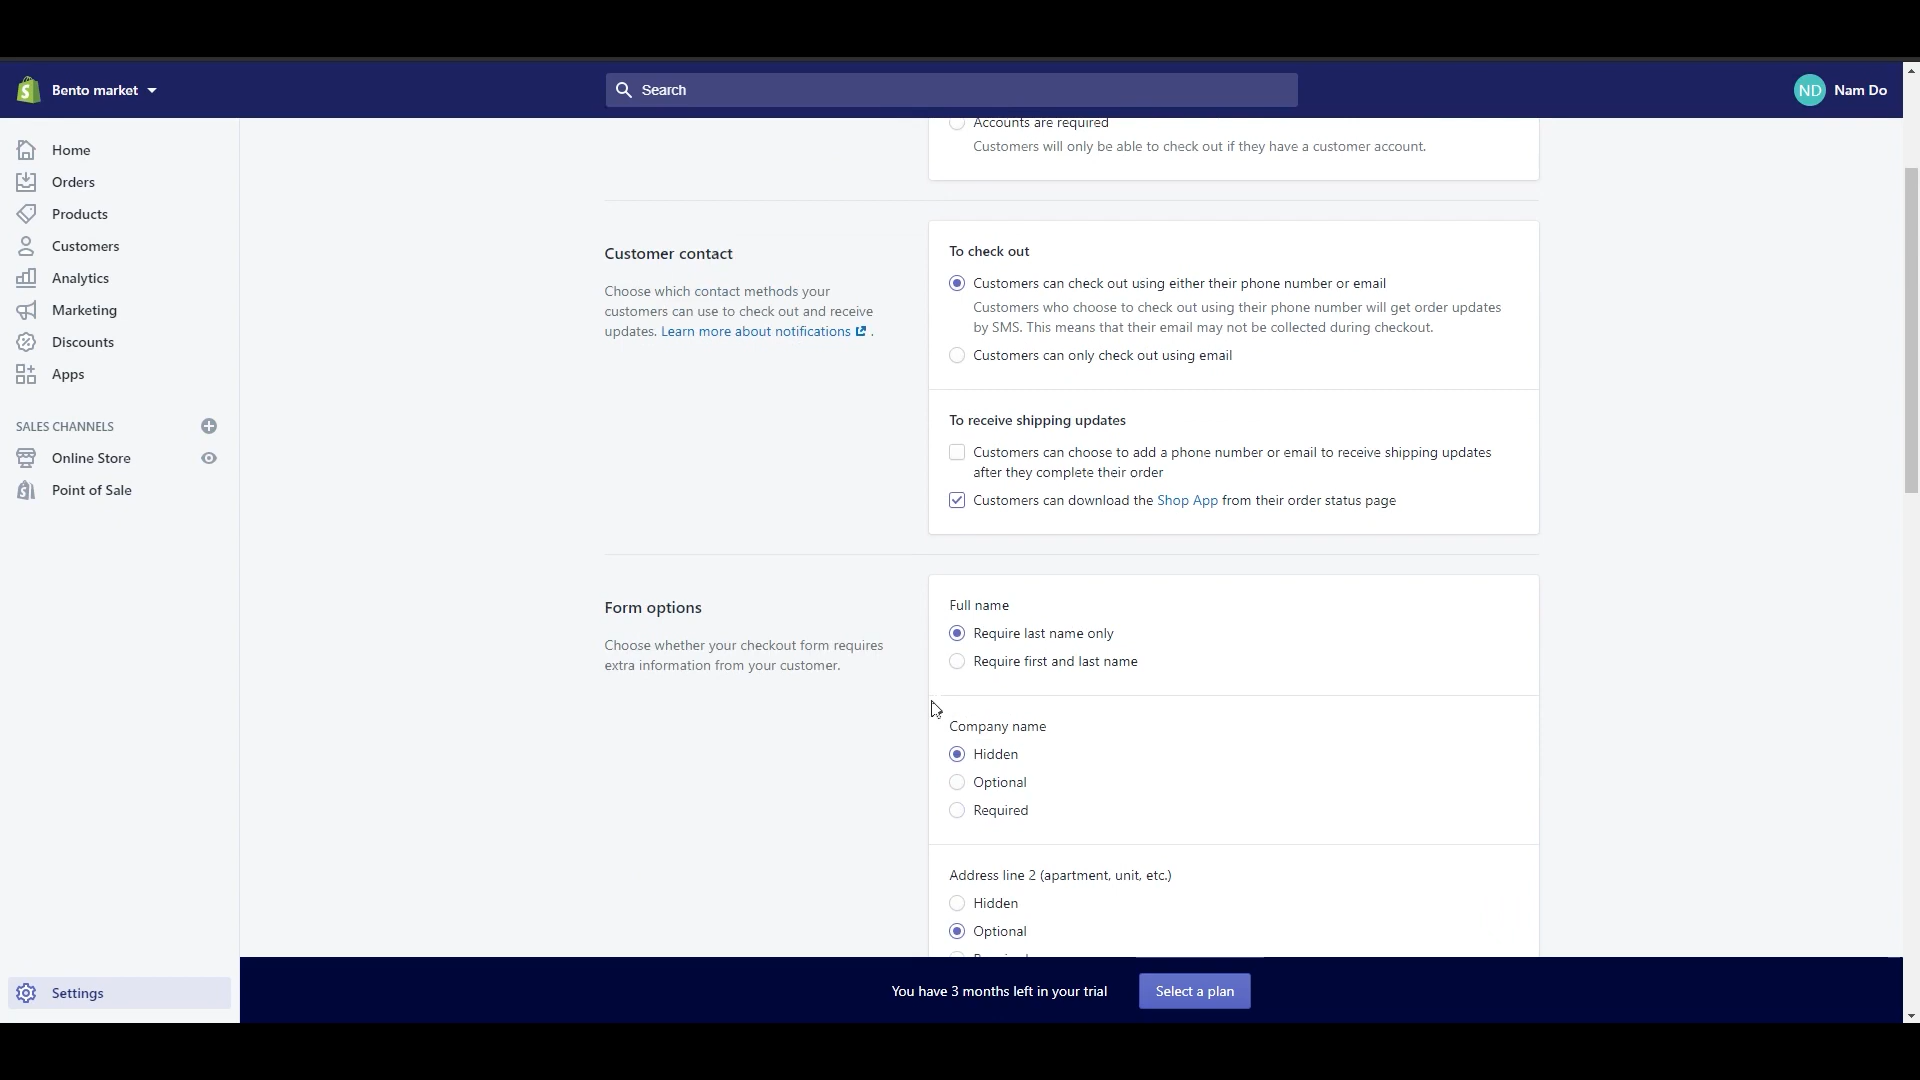 Bento market
Search
ND
Nam Do
Home
Orders
Products
Customers
Analytics
Marketing
Discounts
Apps
SALES CHANNELS
Online Store
Point of Sale
Settings
Accounts are required
Customers will only be able to check out if they have a customer account.
Customer contact
Choose which contact methods your
customers can use to check out and receive
updates. Learn more about notifications .
To check out
Customers can check out using either their phone number or email
Customers who choose to check out using their phone number will get order updates
by SMS. This means that their email may not be collected during checkout.
Customers can only check out using email
To receive shipping updates
Customers can choose to add a phone number or email to receive shipping updates
after they complete their order
Customers can download the Shop App from their order status page
Form options
Choose whether your checkout form requires
extra information from your customer.
Full name
Require last name only
Require first and last name
Company name
Hidden
Optional
Required
Address line 2 (apartment, unit, etc.)
Hidden
Optional
You have 3 months left in your trial
Select a plan